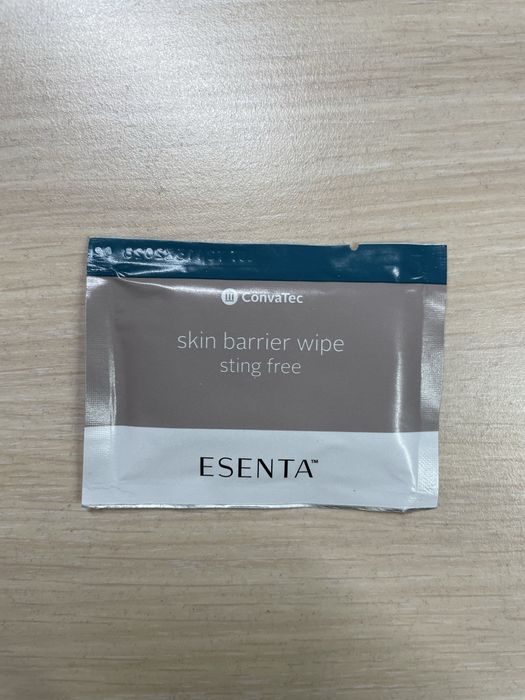 ConvaTec
skin barrier wipe
sting free
ESENTA™